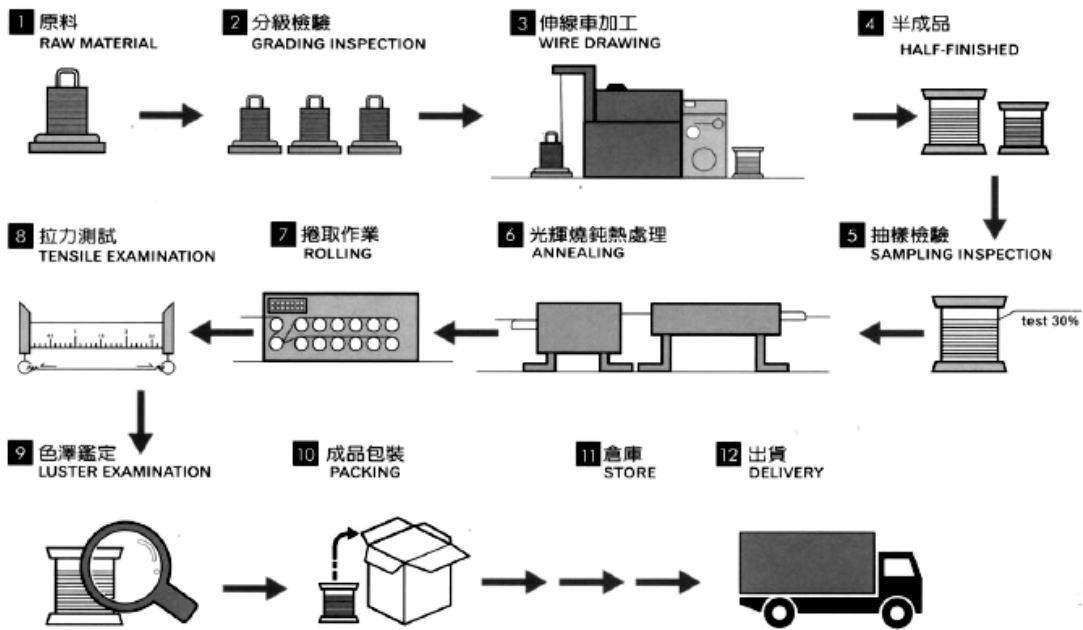 1 原料
RAW MATERIAL
2 分級檢驗
GRADING INSPECTION
3 伸線車加工
WIRE DRAWING
4 半成品
HALF-FINISHED
5 抽樣檢驗
SAMPLING INSPECTION
test 30%
6 光輝燒鈍熱處理
ANNEALING
7 捲取作業
ROLLING
8 拉力測試
TENSILE EXAMINATION
9 色澤鑑定
LUSTER EXAMINATION
10 成品包裝
PACKING
11 倉庫
STORE
12 出貨
DELIVERY